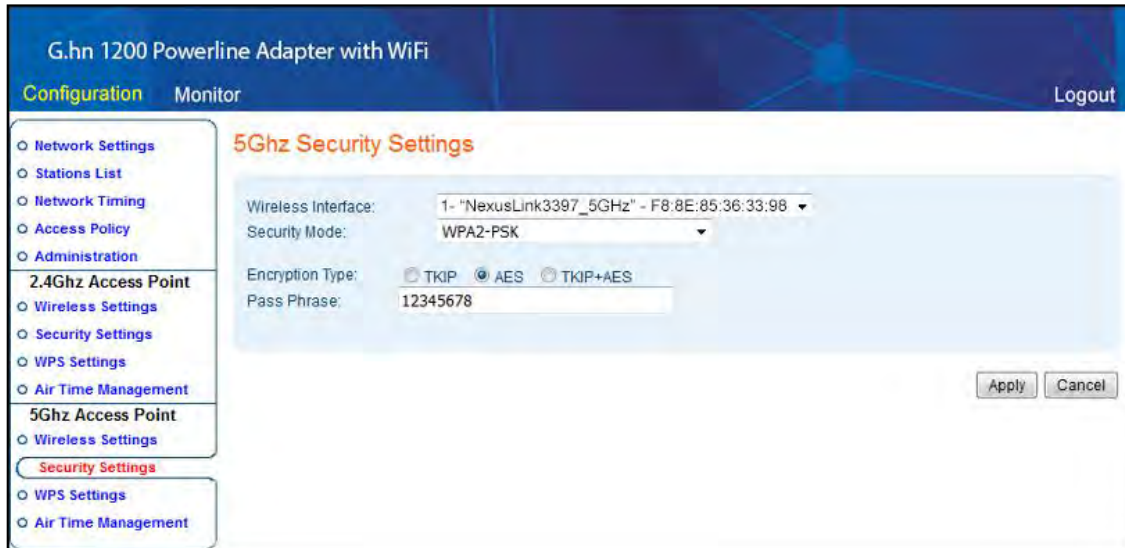 G.hn 1200 Powerline Adapter with WiFi
Configuration Monitor Logout
Network Settings
Stations List
Network Timing
Access Policy
Administration
2.4Ghz Access Point
Wireless Settings
Security Settings
WPS Settings
Air Time Management
5Ghz Access Point
Wireless Settings
Security Settings
WPS Settings
Air Time Management
5Ghz Security Settings
Wireless Interface: 1- "NexusLink3397_5GHz" - F8:8E:85:36:33:98
Security Mode: WPA2-PSK
Encryption Type: TKIP AES TKIP+AES
Pass Phrase: 12345678
Apply Cancel